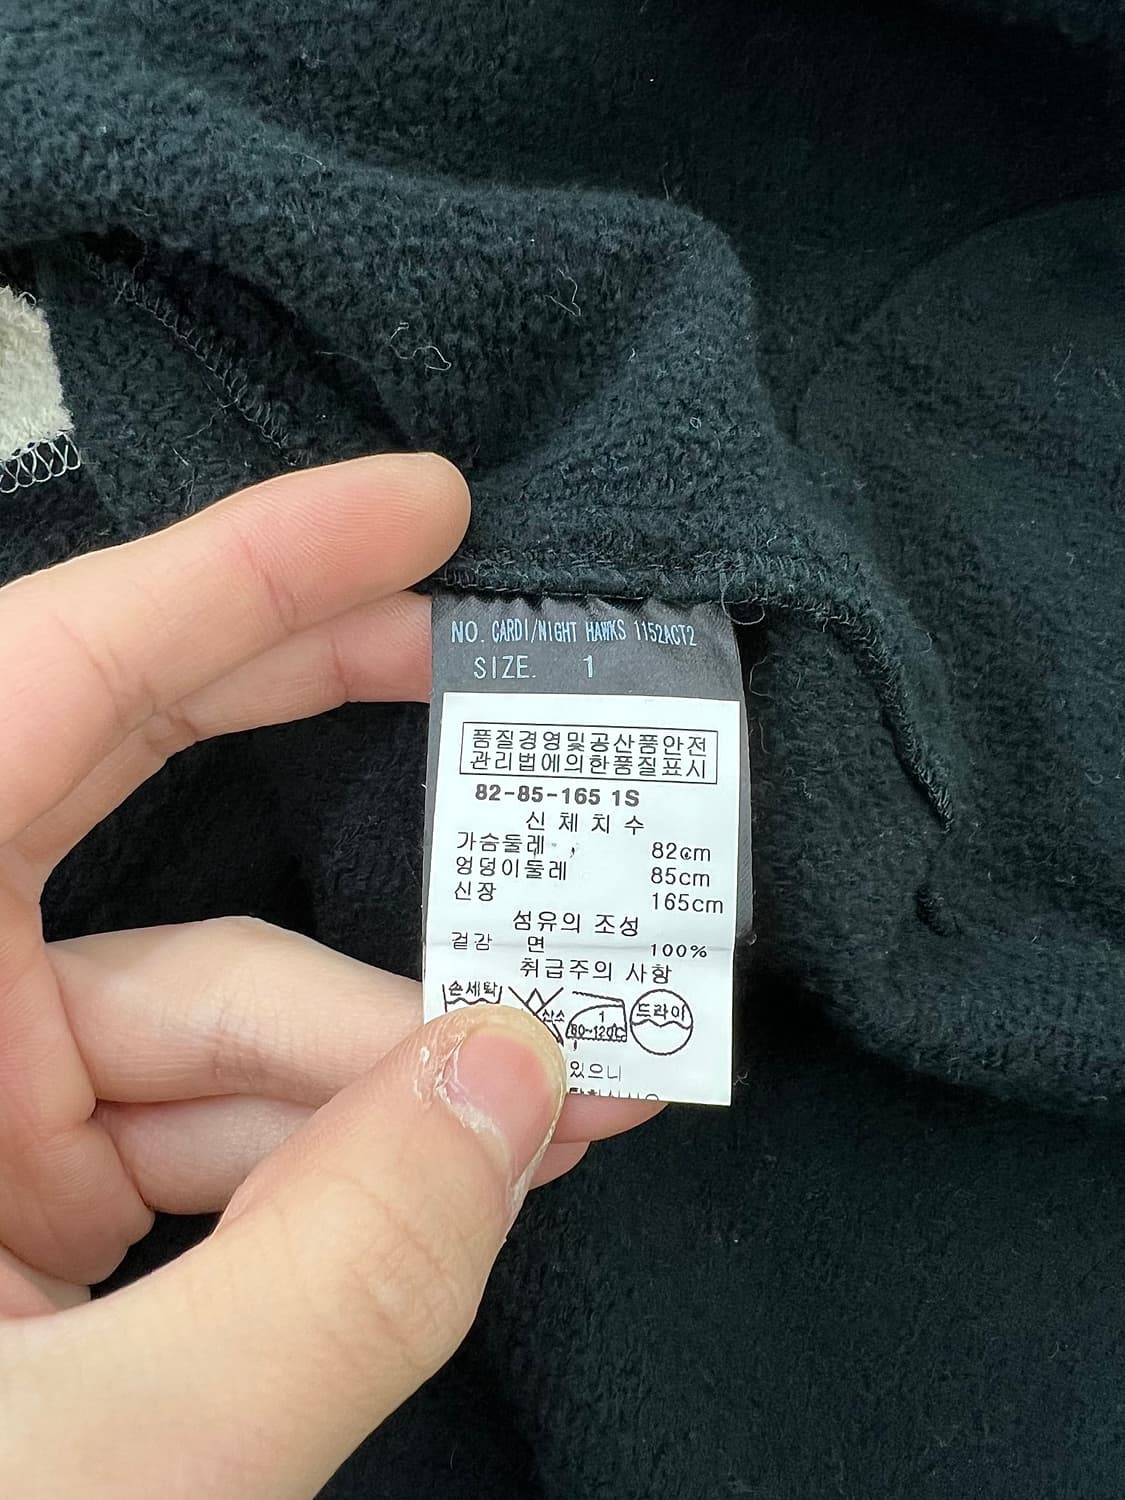 NO. CARDI/NIGHT HAWKS 1152ACT2
SIZE. 1
품질경영및공산품안전
관리법에의한품질표시
82-85-165 1S
신체치수
가슴둘레 82cm
엉덩이둘레 85cm
신장 165cm
섬유의 조성
겉감 면 100%
취급주의 사항
손세탁 산소 1 80~120℃ 드라이
있으니